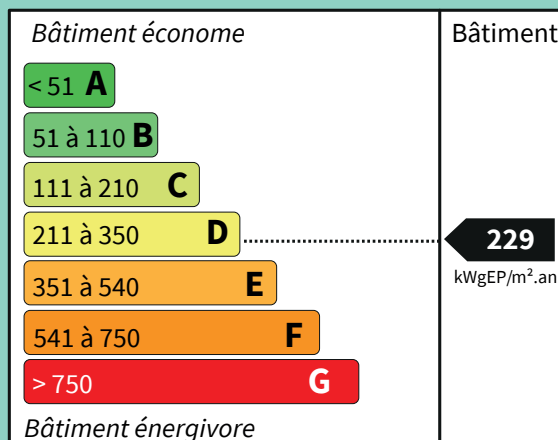 Bâtiment économe
Bâtiment
< 51 A
51 à 110 B
111 à 210 C
211 à 350 D
229
kWgEP/m².an
351 à 540 E
541 à 750 F
> 750 G
Bâtiment énergivore